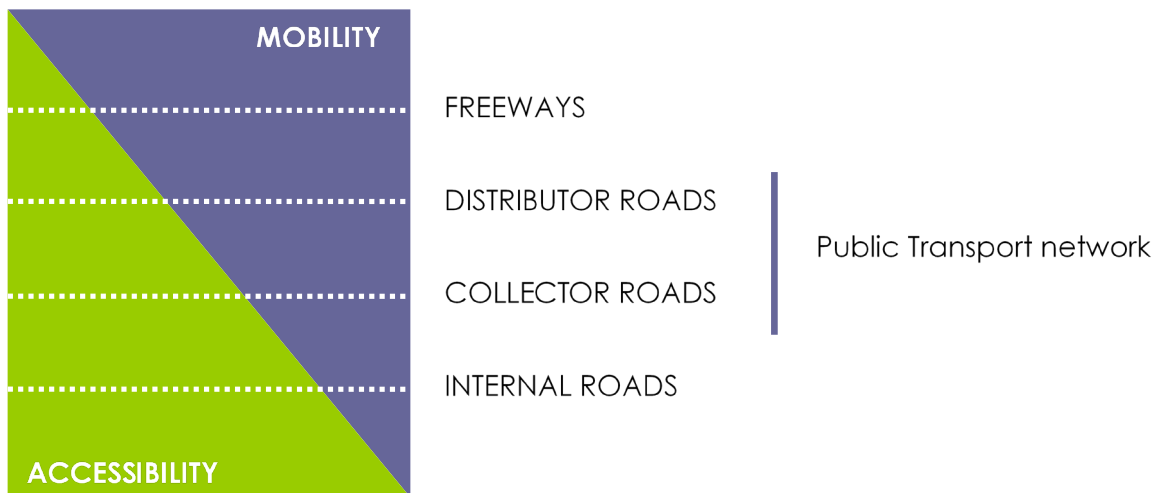 MOBILITY
FREEWAYS
DISTRIBUTOR ROADS
Public Transport network
COLLECTOR ROADS
INTERNAL ROADS
ACCESSIBILITY